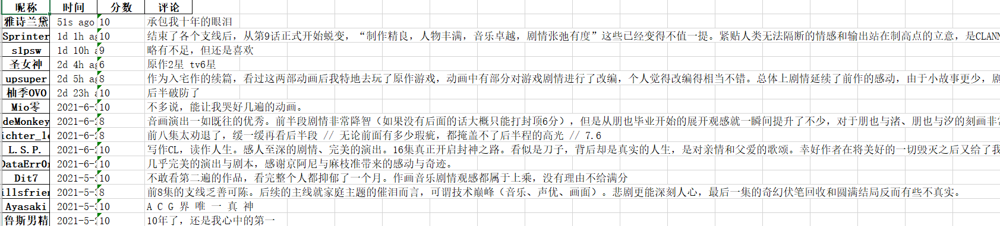 昵称 时间 分数 评论
雅诗兰黛 51s ago 10 承包我十年的眼泪
Sprinter 1d 1h ag 10 结束了各个支线后，从第9话正式开始蜕变，“制作精良，人物丰满，音乐卓越，剧情张弛有度”这些已经变得不值一提。紧贴人类无法隔断的情感和输出站在制高点的立意，是CLANN
s1psw 1d 10h a 9 略有不足，但还是喜欢
圣女神 2d 4h ag 6 原作2星 tv6星
upsuper 2d 5h ag 8 作为入宅作的续篇，看过这两部动画后我特地去玩了原作游戏，动画中有部分对游戏剧情进行了改编，个人觉得改编得相当不错。总体上剧情延续了前作的感动，由于小故事更少，剧
柚季OVO 2d 23h a 10 后半破防了
Mio零 2021-6-3 10 不多说，能让我哭好几遍的动画。
deMonkey 2021-6-2 8 音画演出一如既往的优秀。前半段剧情非常降智（如果没有后面的话大概只能打封顶6分），但是从朋也毕业开始的展开观感就一瞬间提升了不少，对于朋也与渚、朋也与汐的刻画非常
ichter_le 2021-6-2 8 前八集太劝退了，缓一缓再看后半段 // 无论前面有多少瑕疵，都掩盖不了后半程的高光 // 7.6
L.S.P. 2021-6-2 10 写作CL，读作人生。感人至深的剧情、完美的演出。16集真正开启封神之路。看似是刀子，背后却是真实的人生，是对亲情和父爱的歌颂。幸好作者在将美好的一切毁灭之后又给了我
DataErrOr 2021-6-2 10 几乎完美的演出与剧本，感谢京阿尼与麻枝准带来的感动与奇迹。
Dit7 2021-5-3 10 不敢看第二遍的作品，看完整个人都抑郁了一个月。作画音乐剧情观感都属于上乘，没有理由不给满分
illsfrien 2021-5-3 8 前8集的支线乏善可陈。后续的主线就家庭主题的催泪而言，可谓技术巅峰（音乐、声优、画面）。悲剧更能深刻人心，最后一集的奇幻伏笔回收和圆满结局反而有些不真实。
Ayasaki 2021-5-3 10 A C G 界 唯 一 真 神
鲁斯男精 2021-5-2 10 10年了，还是我心中的第一